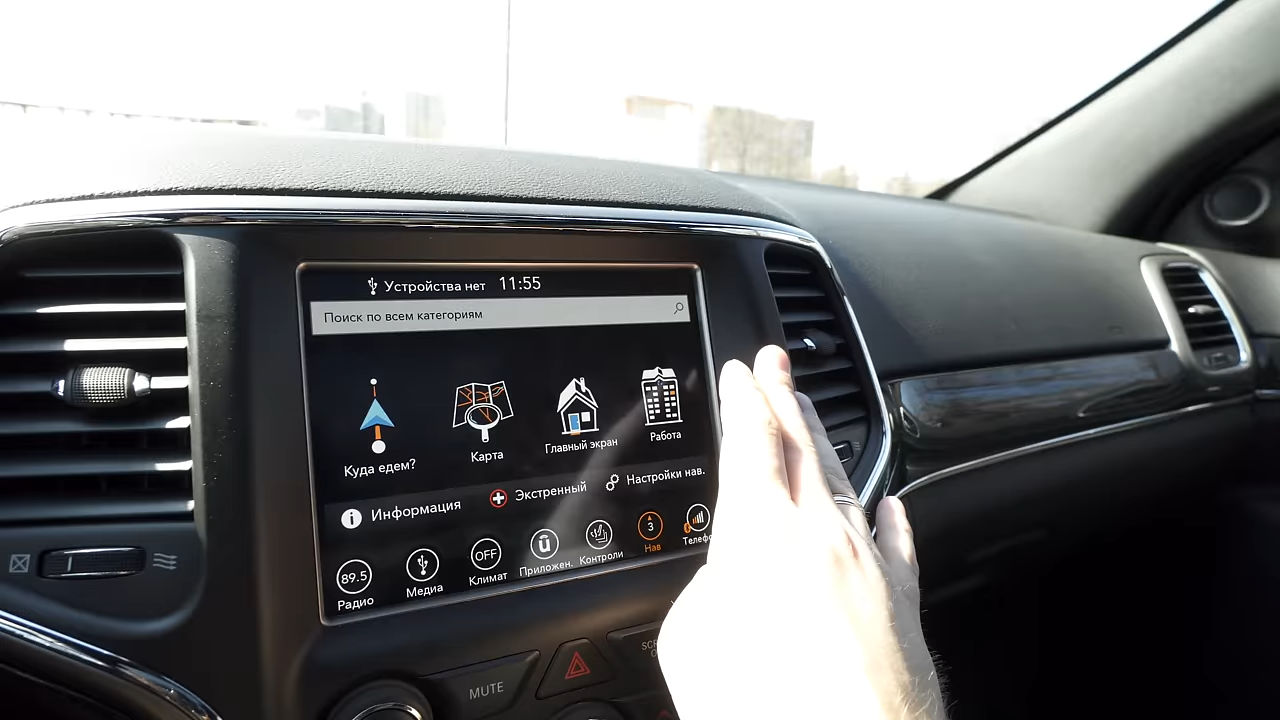 Устройства нет 11:55
Поиск по всем категориям
Куда едем? Карта Главный экран Работа
Информация Экстренный Настройки нав.
89.5 OFF 3
Радио Медиа Климат Приложен. Контроли Нав
MUTE